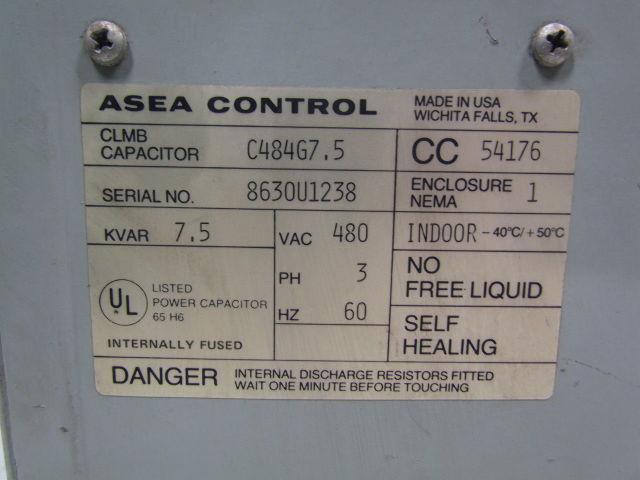 ASEA CONTROL
MADE IN USA
WICHITA FALLS, TX
CLMB
CAPACITOR C484G7.5
CC 54176
SERIAL NO. 8630U1238
ENCLOSURE
NEMA 1
KVAR 7.5
VAC 480
INDOOR -40°C/+50°C
PH 3
NO
FREE LIQUID
UL
LISTED
POWER CAPACITOR
65 H6
HZ 60
SELF
HEALING
INTERNALLY FUSED
DANGER INTERNAL DISCHARGE RESISTORS FITTED
WAIT ONE MINUTE BEFORE TOUCHING